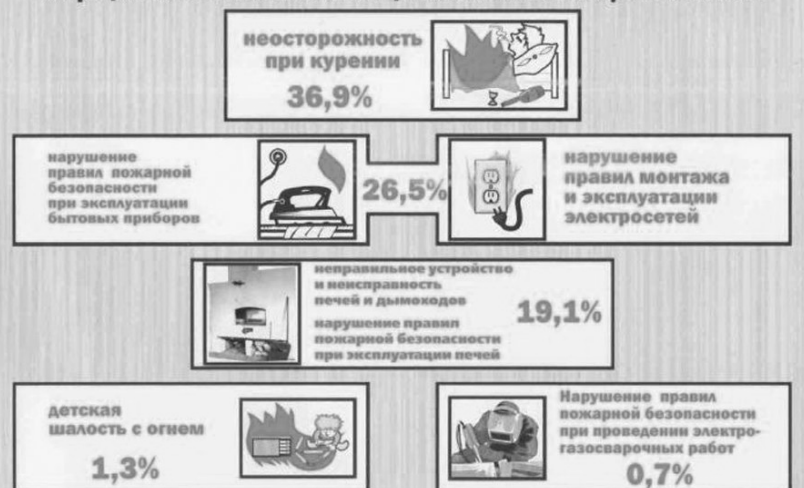 неосторожность
при курении
36,9%
нарушение
правил пожарной
безопасности
при эксплуатации
бытовых приборов
26,5%
нарушение
правил монтажа
и эксплуатации
электросетей
неправильное устройство
и неисправность
печей и дымоходов
нарушение правил
пожарной безопасности
при эксплуатации печей
19,1%
детская
шалость с огнем
1,3%
Нарушение правил
пожарной безопасности
при проведении электро-
газосварочных работ
0,7%